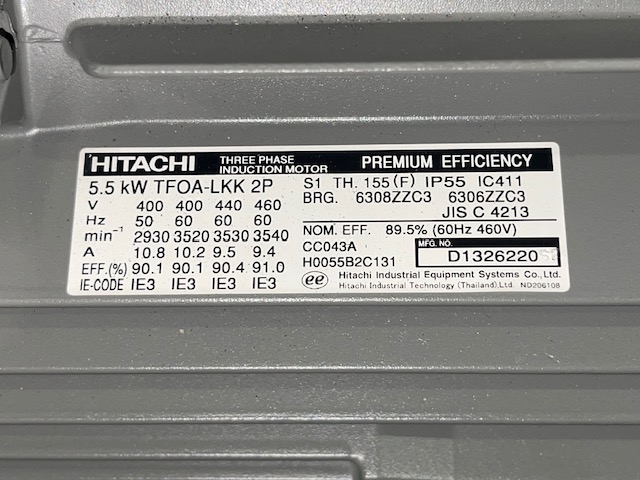 HITACHI THREE PHASE INDUCTION MOTOR PREMIUM EFFICIENCY
5.5 kW TFOA-LKK 2P
V 400 400 440 460
Hz 50 60 60 60
min⁻¹ 2930 3520 3530 3540
A 10.8 10.2 9.5 9.4
EFF.(%) 90.1 90.1 90.4 91.0
IE-CODE IE3 IE3 IE3 IE3
S1 TH. 155(F) IP55 IC411
BRG. 6308ZZC3 6306ZZC3
JIS C 4213
NOM. EFF. 89.5% (60Hz 460V)
CC043A MFG. NO.
H0055B2C131 D1326220
ee Hitachi Industrial Equipment Systems Co.,Ltd.
Hitachi Industrial Technology (Thailand),Ltd. ND206108